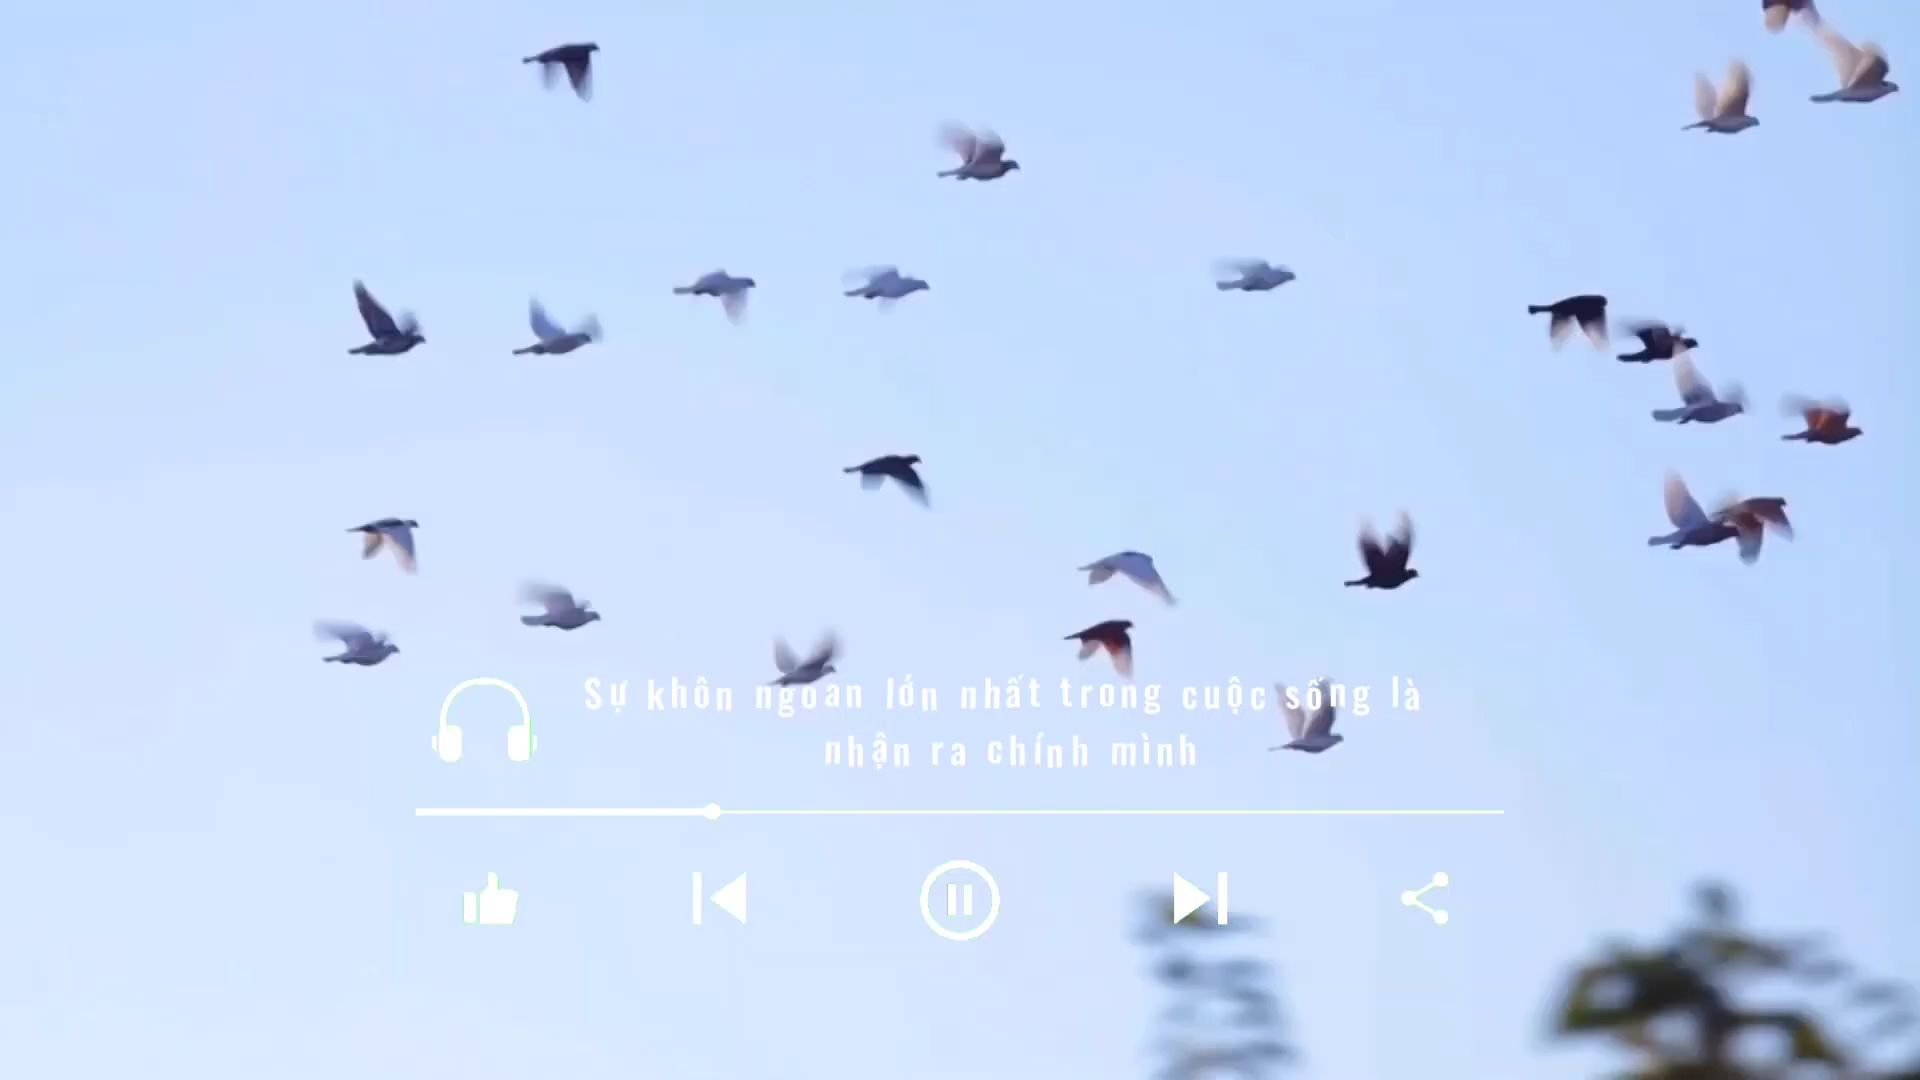 Sự khôn ngoan lớn nhất trong cuộc sống là
nhận ra chính mình